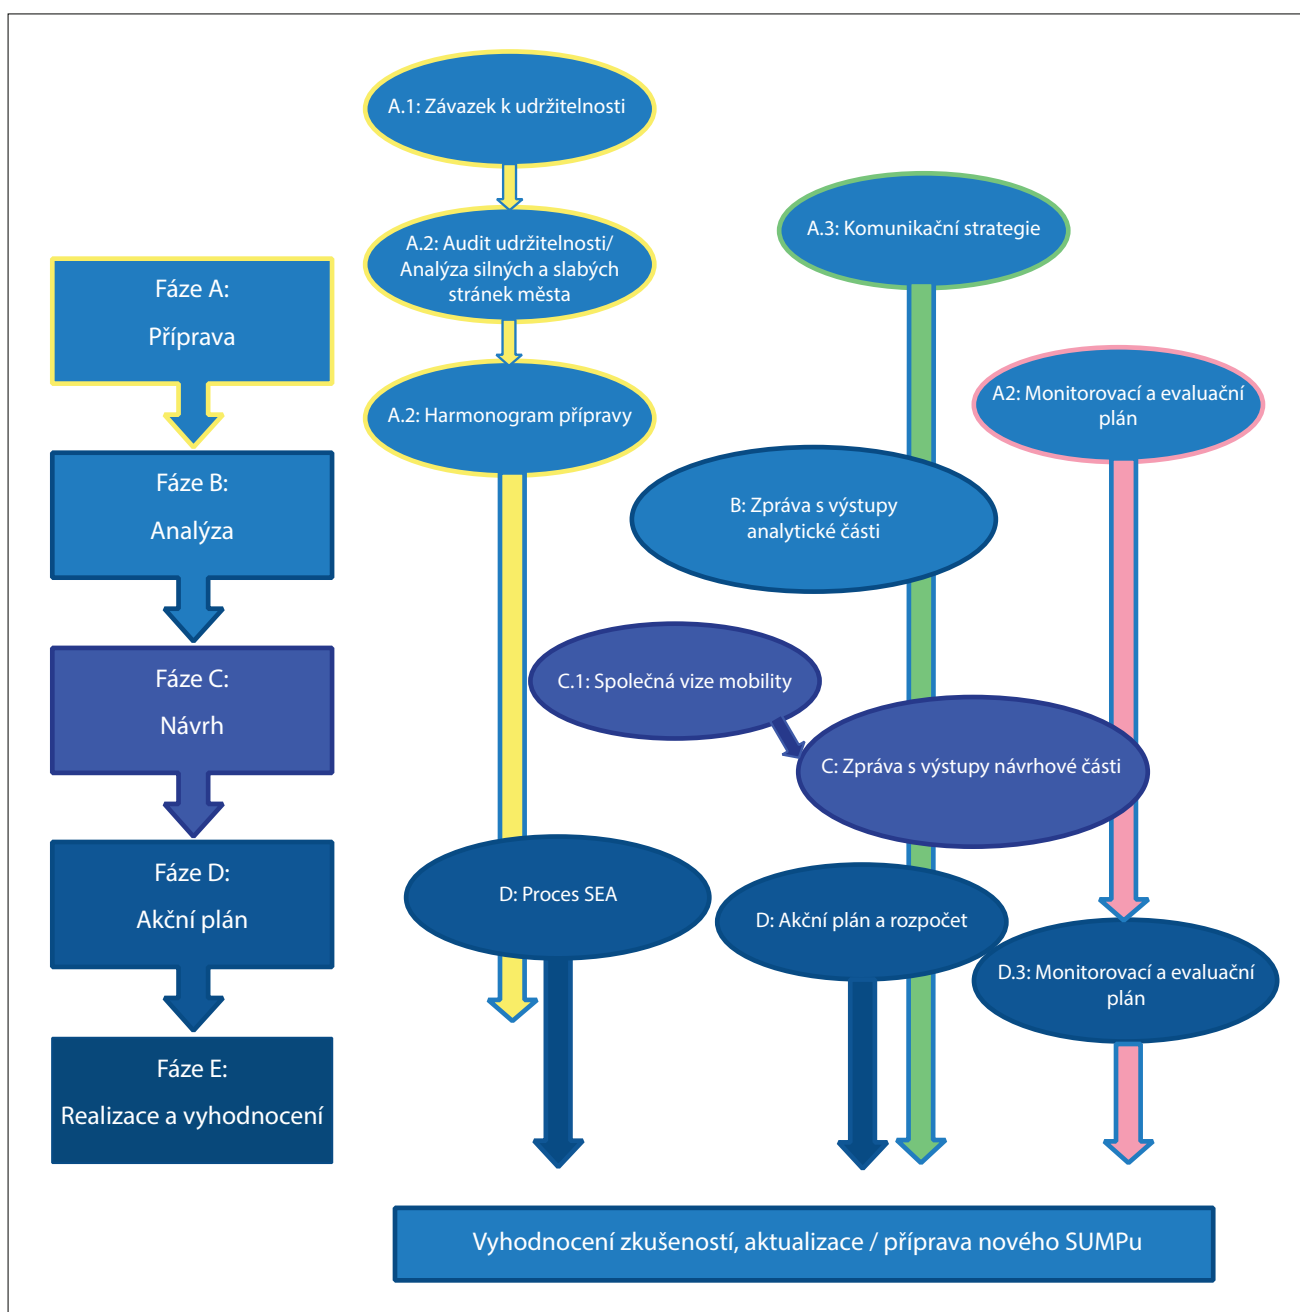 Fáze A:
Příprava
Fáze B:
Analýza
Fáze C:
Návrh
Fáze D:
Akční plán
Fáze E:
Realizace a vyhodnocení
A.1: Závazek k udržitelnosti
A.2: Audit udržitelnosti/
Analýza silných a slabých
stránek města
A.2: Harmonogram přípravy
A.3: Komunikační strategie
A2: Monitorovací a evaluační
plán
B: Zpráva s výstupy
analytické části
C.1: Společná vize mobility
C: Zpráva s výstupy návrhové části
D: Proces SEA
D: Akční plán a rozpočet
D.3: Monitorovací a evaluační
plán
Vyhodnocení zkušeností, aktualizace / příprava nového SUMPu